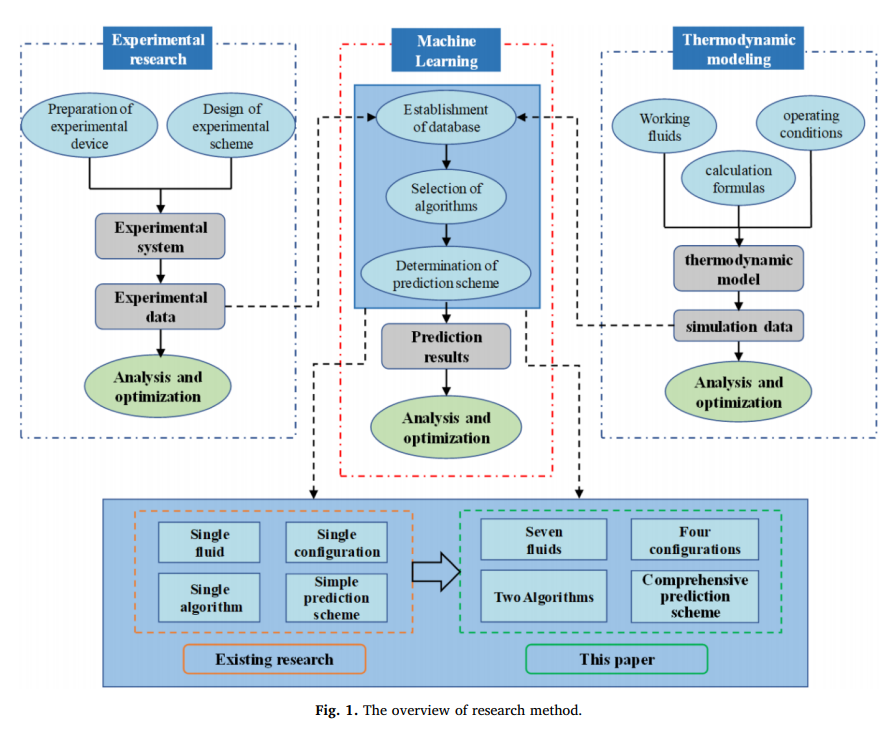 Experimental
research
Preparation of
experimental
device
Design of
experimental
scheme
Experimental
system
Experimental
data
Analysis and
optimization
Machine
Learning
Establishment
of database
Selection of
algorithms
Determination of
prediction scheme
Prediction
results
Analysis and
optimization
Thermodynamic
modeling
Working
fluids
operating
conditions
calculation
formulas
thermodynamic
model
simulation data
Analysis and
optimization
Single
fluid
Single
configuration
Single
algorithm
Simple
prediction
scheme
Existing research
Seven
fluids
Four
configurations
Two Algorithms
Comprehensive
prediction
scheme
This paper
Fig. 1. The overview of research method.